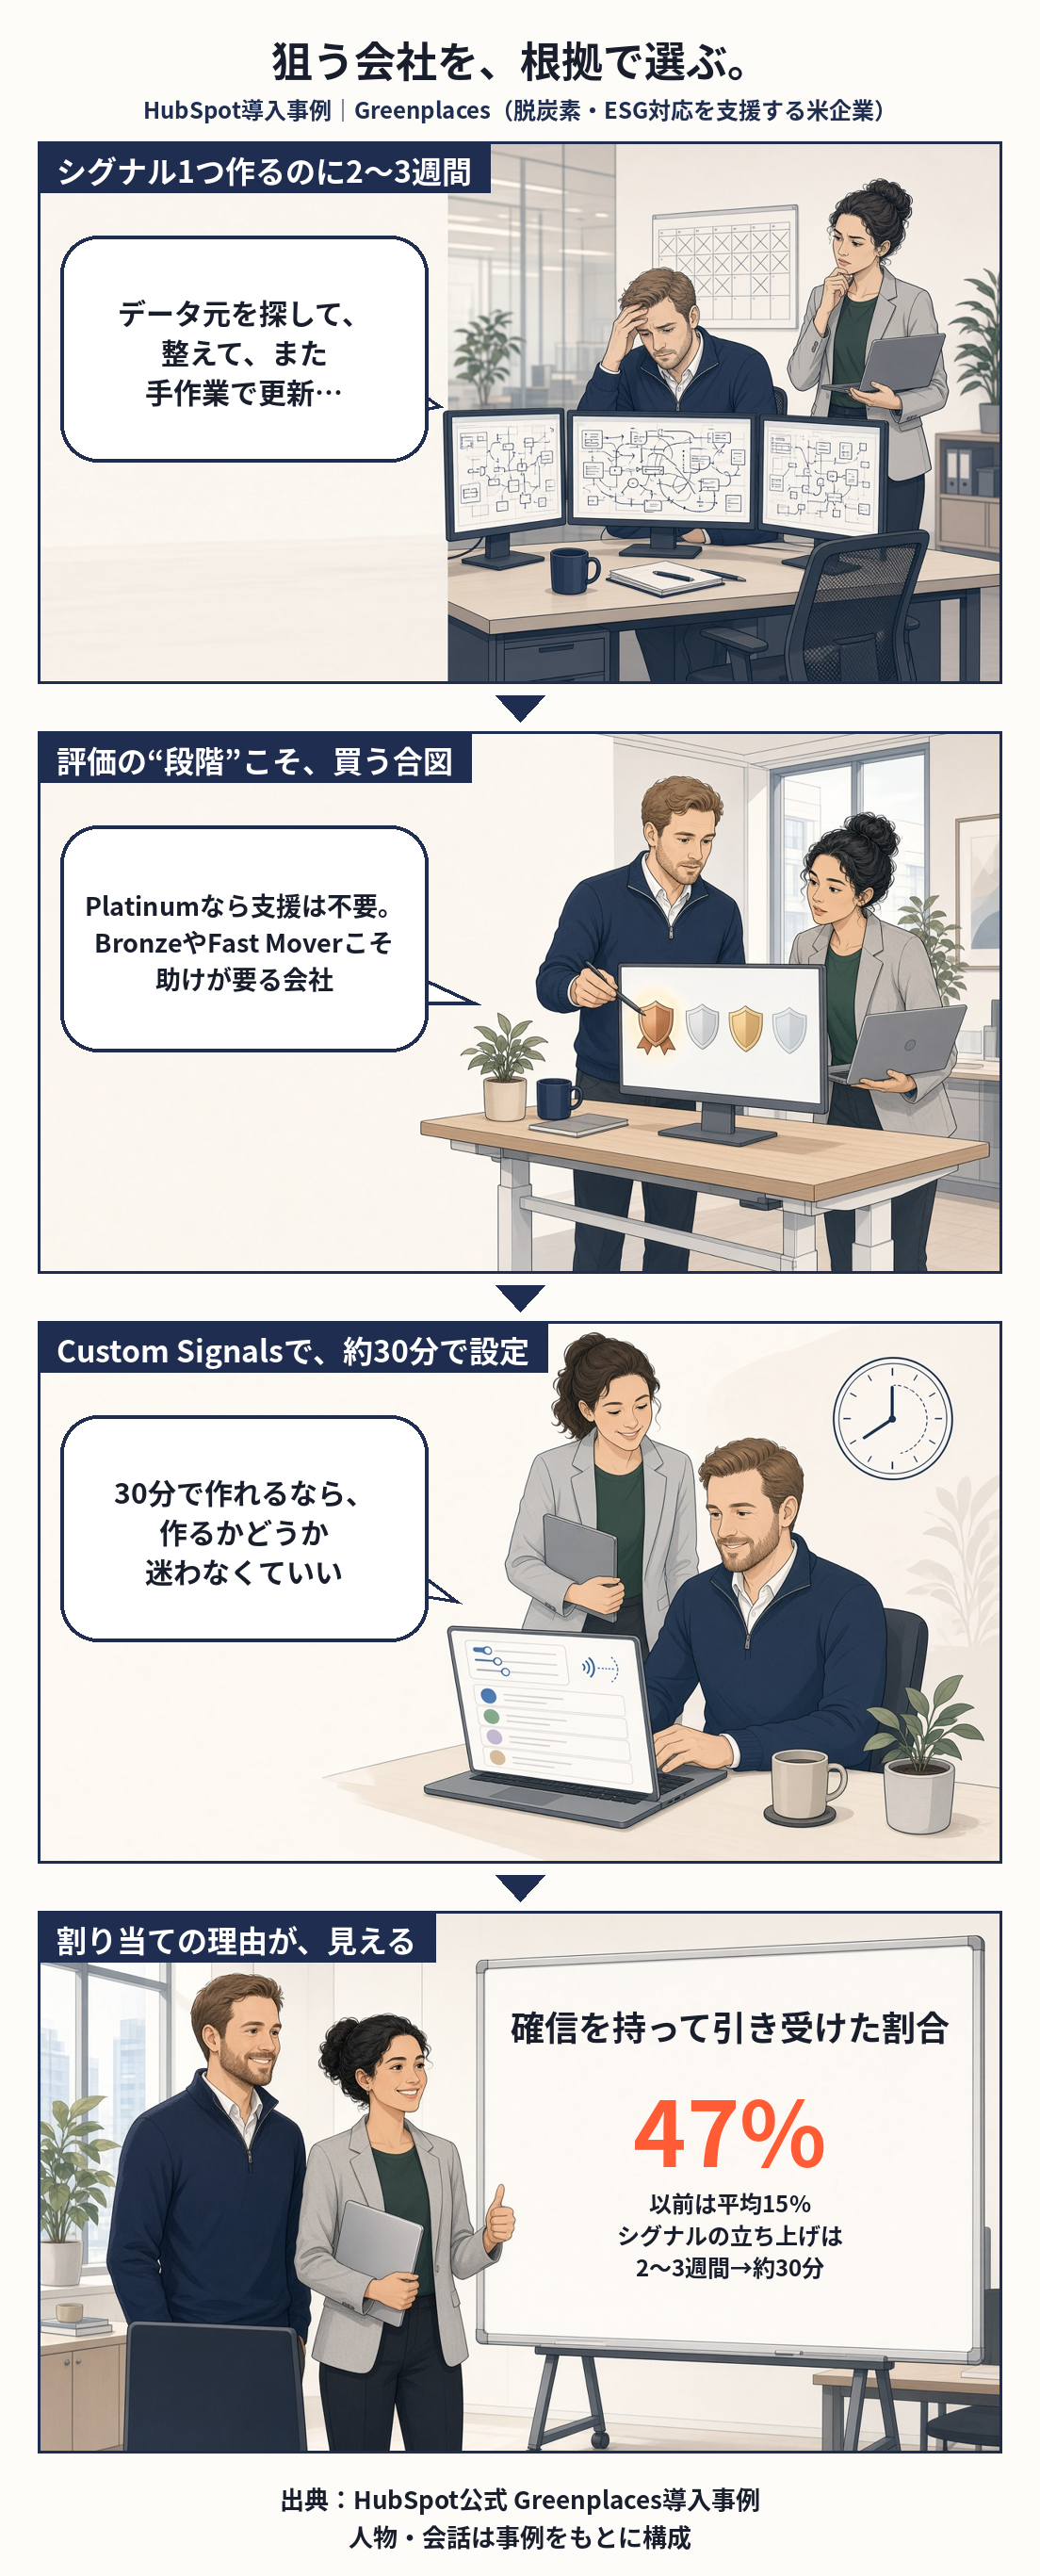 狙う会社を、根拠で選ぶ。
HubSpot導入事例｜Greenplaces（脱炭素・ESG対応を支援する米企業）
シグナル1つ作るのに2〜3週間
データ元を探して、
整えて、また
手作業で更新…
評価の“段階”こそ、買う合図
Platinumなら支援は不要。
BronzeやFast Moverこそ
助けが要る会社
Custom Signalsで、約30分で設定
30分で作れるなら、
作るかどうか
迷わなくていい
割り当ての理由が、見える
確信を持って引き受けた割合
47%
以前は平均15%
シグナルの立ち上げは
2〜3週間→約30分
出典：HubSpot公式 Greenplaces導入事例
人物・会話は事例をもとに構成